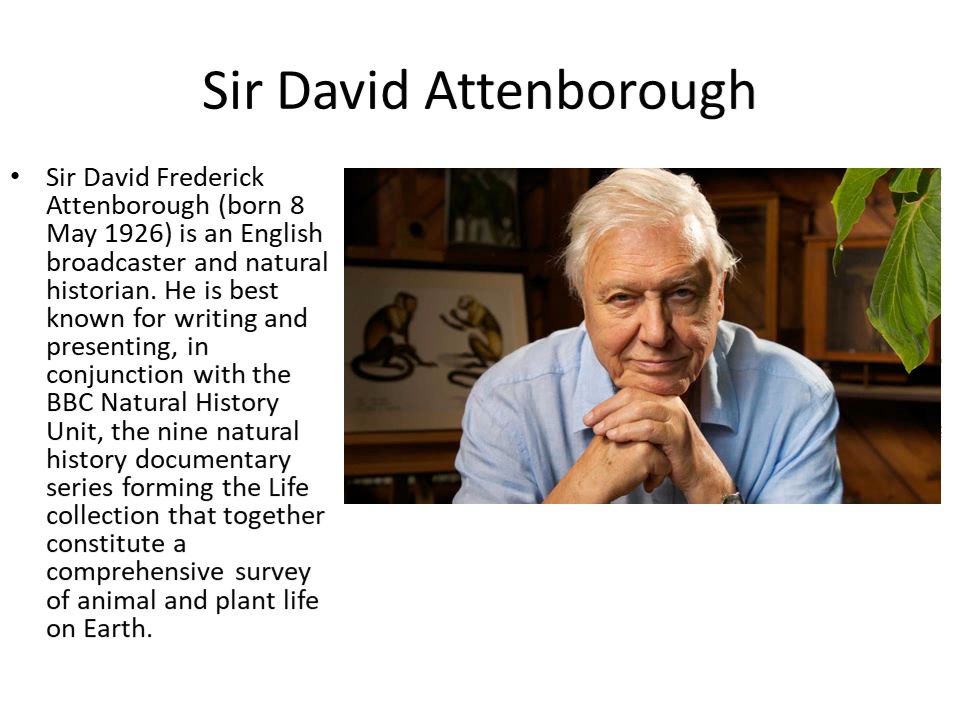 Sir David Attenborough
• Sir David Frederick
Attenborough (born 8
May 1926) is an English
broadcaster and natural
historian. He is best
known for writing and
presenting, in
conjunction with the
BBC Natural History
Unit, the nine natural
history documentary
series forming the Life
collection that together
constitute a
comprehensive survey
of animal and plant life
on Earth.